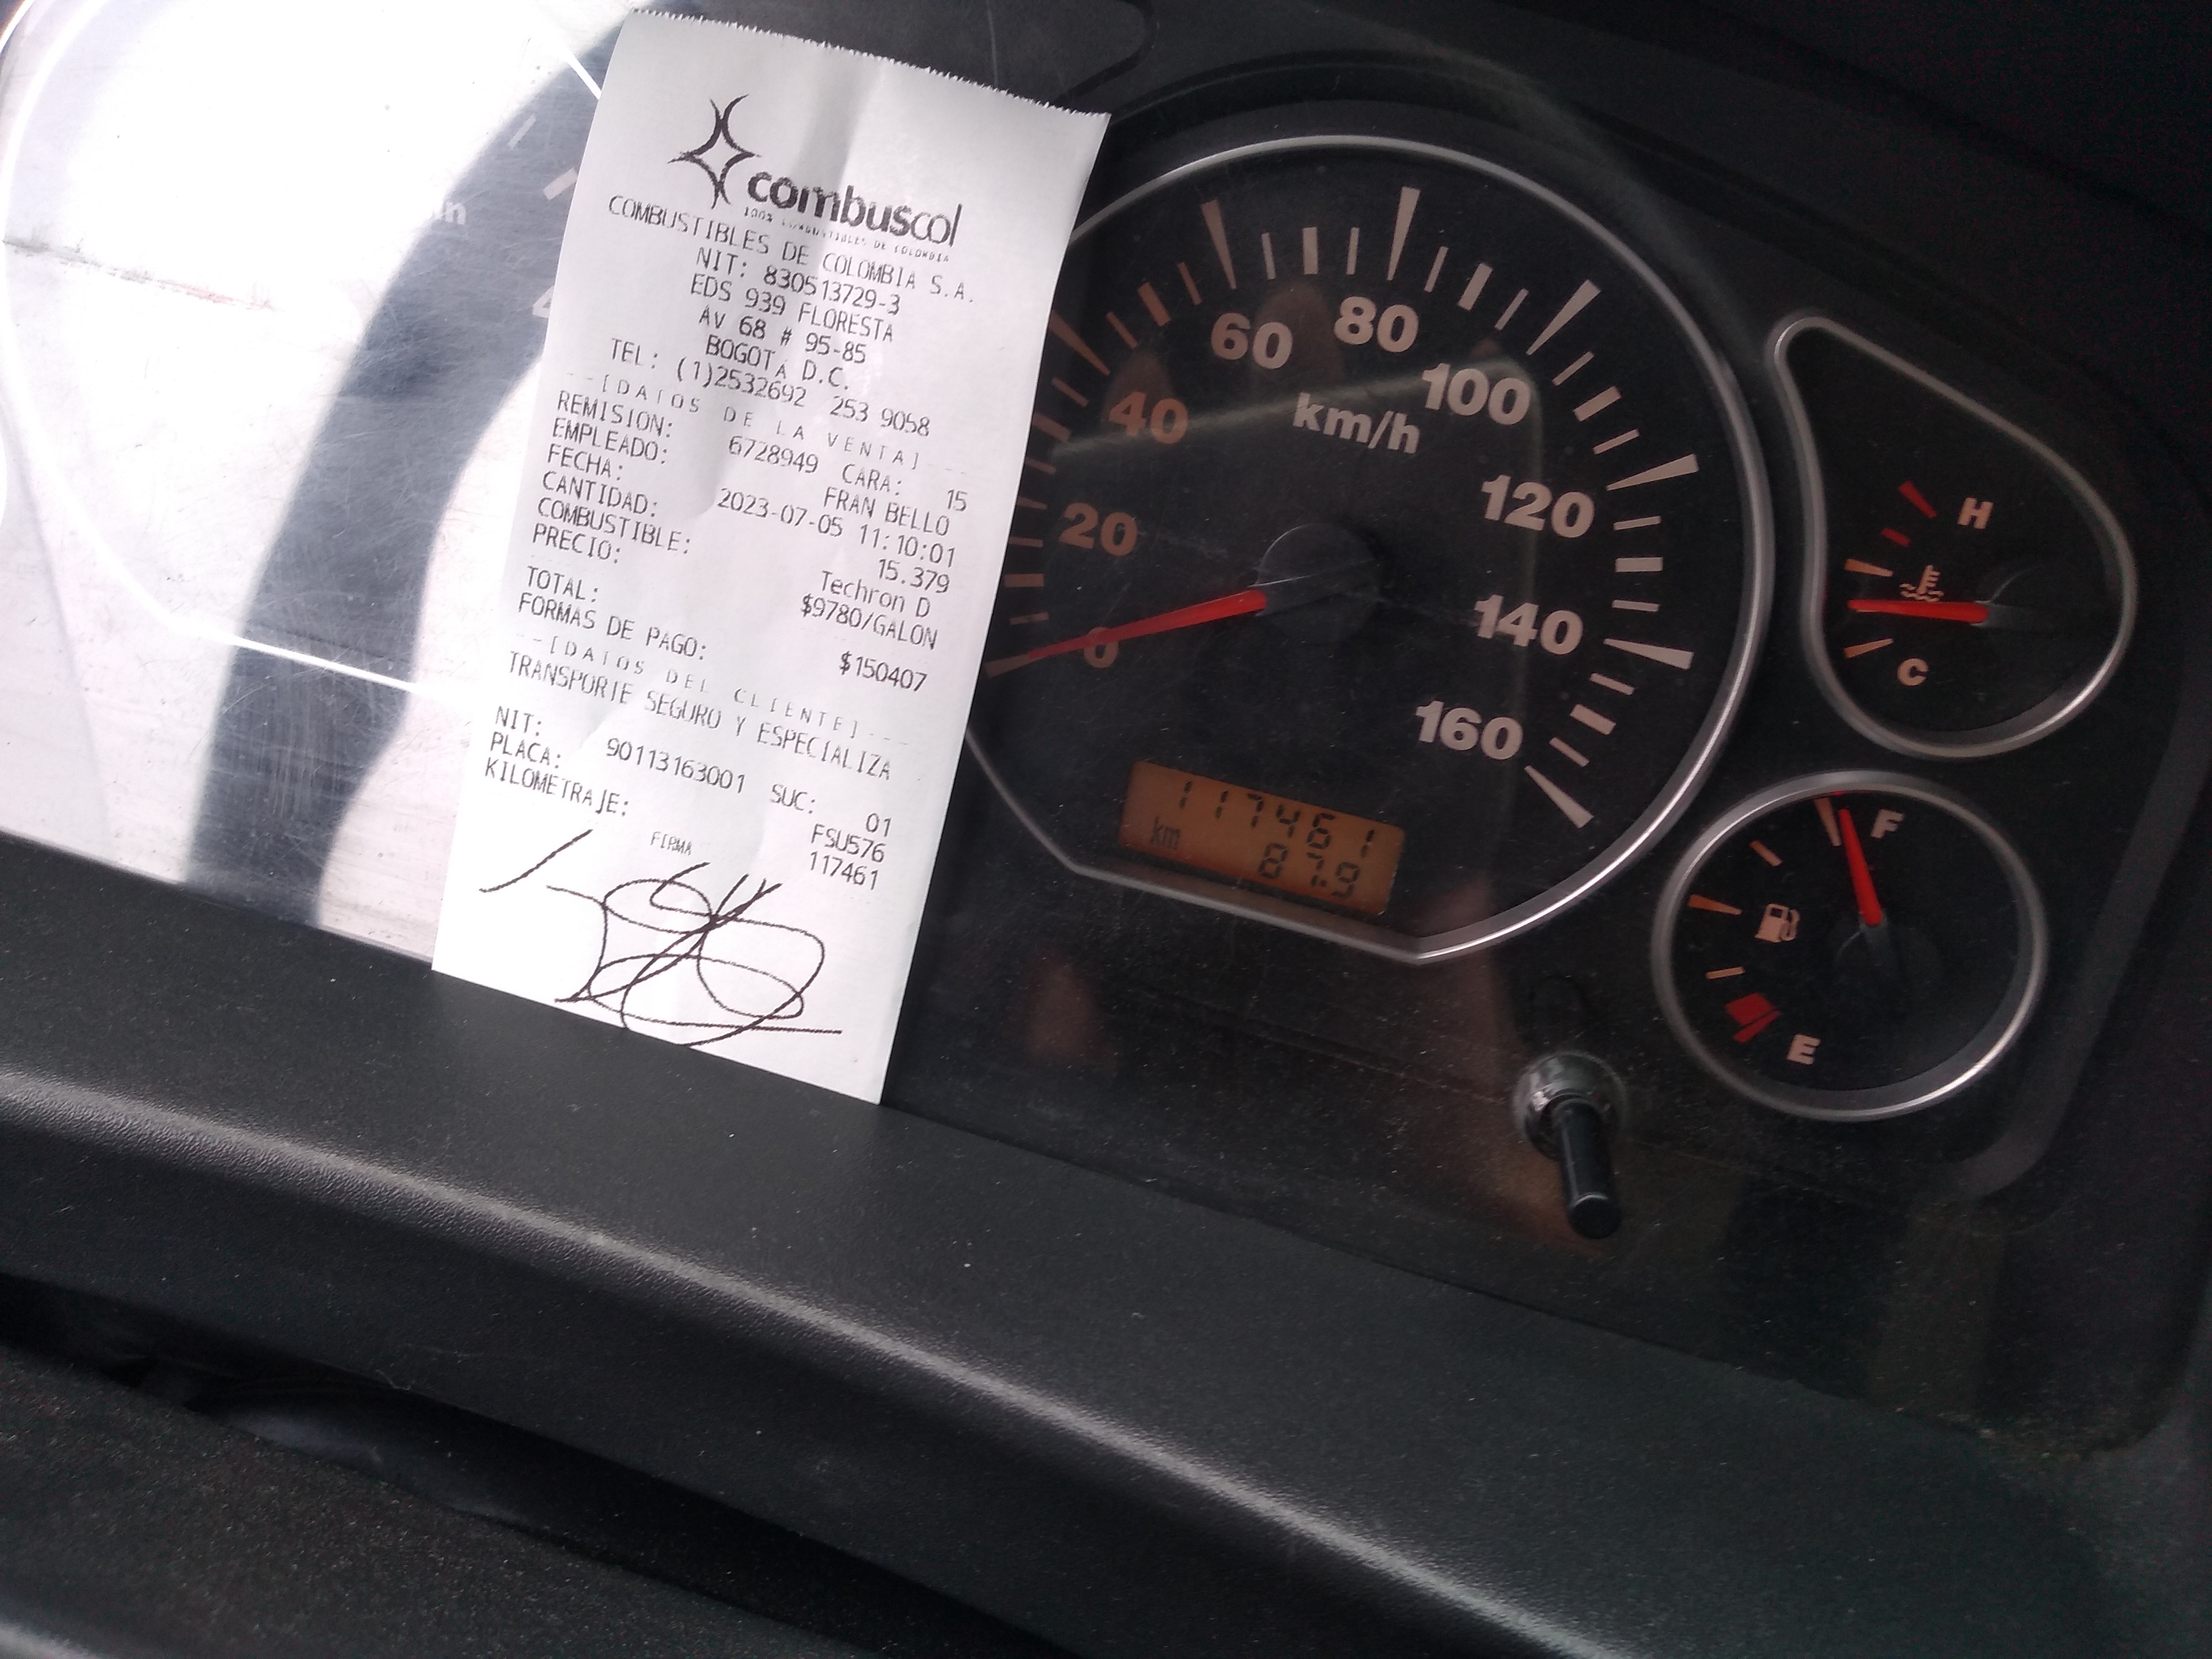 combuscol
100% COMBUSTIBLES DE COLOMBIA
COMBUSTIBLES DE COLOMBIA S.A.
NIT: 830513729-3
EDS 939 FLORESTA
AV 68 # 95-85
BOGOTA D.C.
TEL: (1)2532692 253 9058
--[DATOS DE LA VENTA]---
REMISION: 6728949 CARA: 15
EMPLEADO: FRAN BELLO
FECHA: 2023-07-05 11:10:01
CANTIDAD: 15.379
COMBUSTIBLE: Techron D
PRECIO: $9780/GALON
TOTAL: $150407
FORMAS DE PAGO:
--[DATOS DEL CLIENTE]---
TRANSPORTE SEGURO Y ESPECIALIZA
NIT: 90113163001 SUC: 01
PLACA: FSU576
KILOMETRAJE: 117461
FIRMA
0
20
40
60
80
100
120
140
160
km/h
117461
km 87.9
H
C
F
E